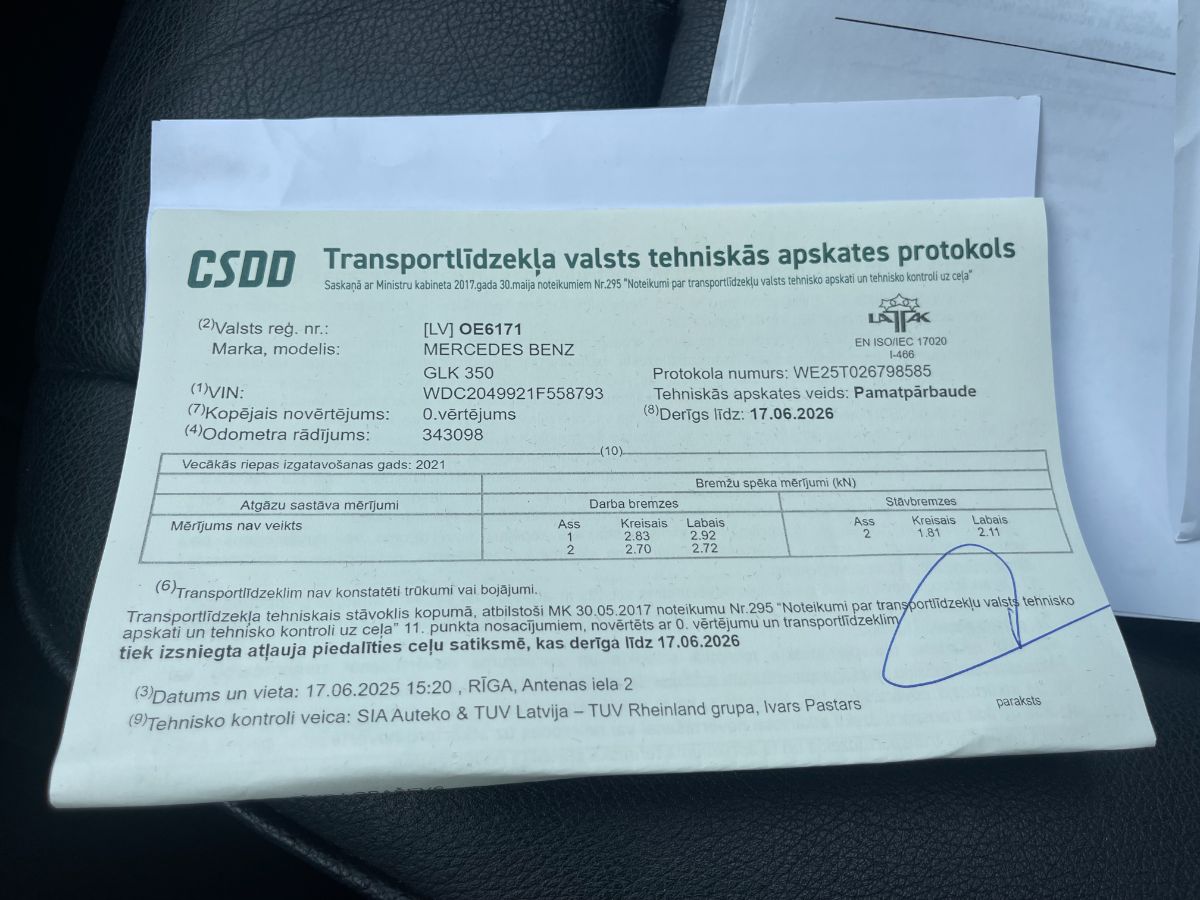 CSDD Transportlīdzekļa valsts tehniskās apskates protokols
Saskaņā ar Ministru kabineta 2017.gada 30.maija noteikumiem Nr.295 "Noteikumi par transportlīdzekļu valsts tehnisko apskati un tehnisko kontroli uz ceļa"
LATAK
EN ISO/IEC 17020
I-466
(2)Valsts reģ. nr.: [LV] OE6171
Marka, modelis: MERCEDES BENZ
GLK 350 Protokola numurs: WE25T026798585
(1)VIN: WDC2049921F558793 Tehniskās apskates veids: Pamatpārbaude
(7)Kopējais novērtējums: 0.vērtējums (8)Derīgs līdz: 17.06.2026
(4)Odometra rādījums: 343098
(10)
Vecākās riepas izgatavošanas gads: 2021
Bremžu spēka mērījumi (kN)
Atgāzu sastāva mērījumi Darba bremzes Stāvbremzes
Mērījums nav veikts Ass Kreisais Labais Ass Kreisais Labais
1 2.83 2.92 2 1.81 2.11
2 2.70 2.72
(6)Transportlīdzeklim nav konstatēti trūkumi vai bojājumi.
Transportlīdzekļa tehniskais stāvoklis kopumā, atbilstoši MK 30.05.2017 noteikumu Nr.295 "Noteikumi par transportlīdzekļu valsts tehnisko
apskati un tehnisko kontroli uz ceļa" 11. punkta nosacījumiem, novērtēts ar 0. vērtējumu un transportlīdzeklim
tiek izsniegta atļauja piedalīties ceļu satiksmē, kas derīga līdz 17.06.2026
(3)Datums un vieta: 17.06.2025 15:20 , RĪGA, Antenas iela 2
(9)Tehnisko kontroli veica: SIA Auteko & TUV Latvija – TUV Rheinland grupa, Ivars Pastars paraksts